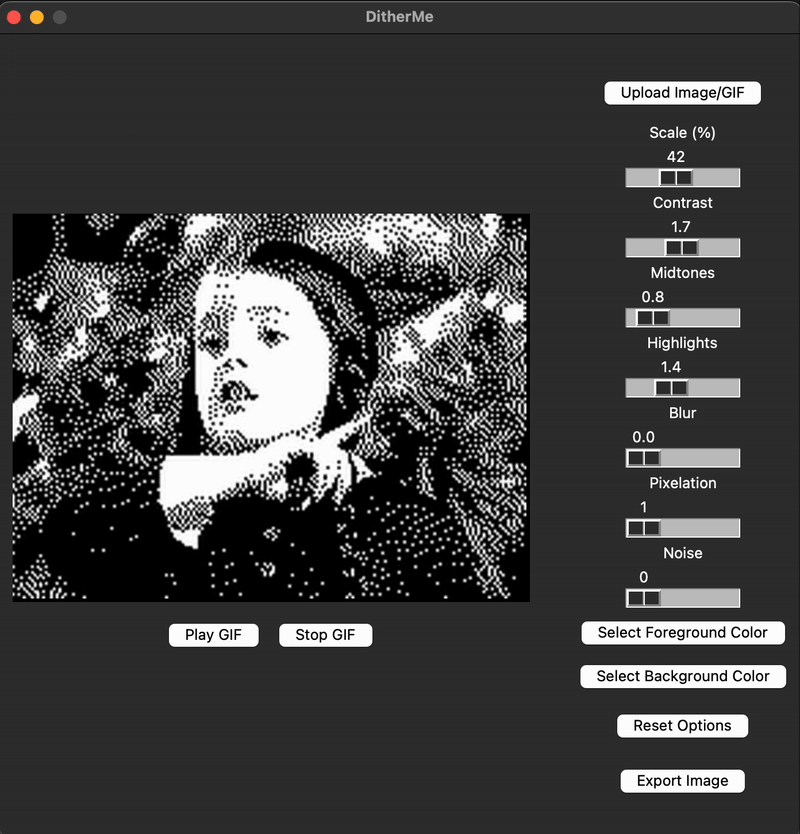 DitherMe
Upload Image/GIF
Scale (%)
42
Contrast
1.7
Midtones
0.8
Highlights
1.4
Blur
0.0
Pixelation
1
Noise
0
Play GIF
Stop GIF
Select Foreground Color
Select Background Color
Reset Options
Export Image